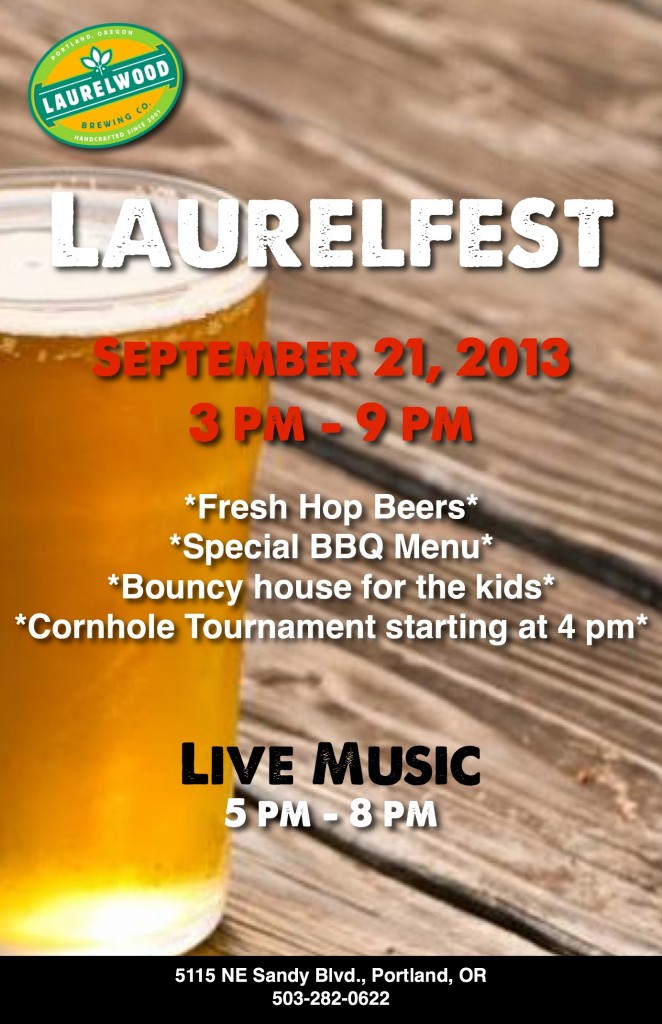 PORTLAND, OREGON
LAURELWOOD
BREWING CO.
HANDCRAFTED SINCE 2001
LAURELFEST
SEPTEMBER 21, 2013
3 PM - 9 PM
*Fresh Hop Beers*
*Special BBQ Menu*
*Bouncy house for the kids*
*Cornhole Tournament starting at 4 pm*
LIVE MUSIC
5 PM - 8 PM
5115 NE Sandy Blvd., Portland, OR
503-282-0622